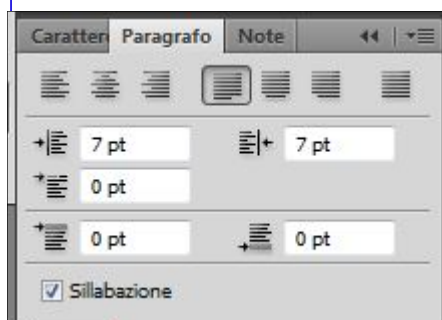 Caratter Paragrafo Note
7 pt 7 pt
0 pt
0 pt 0 pt
Sillabazione